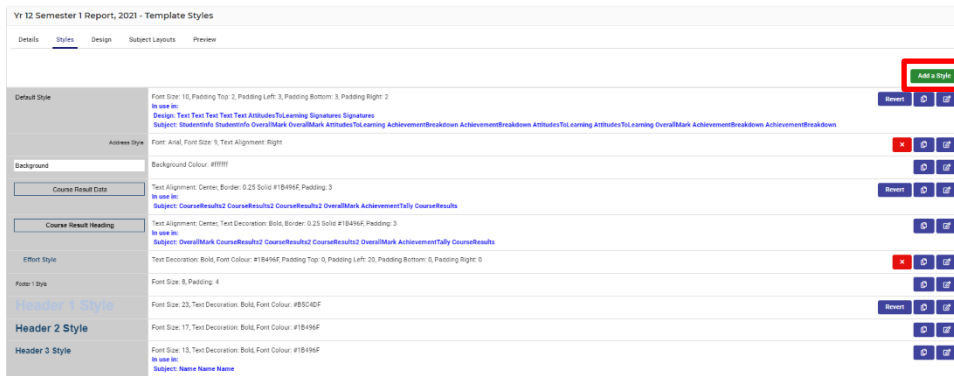 Yr 12 Semester 1 Report, 2021 - Template Styles
Details Styles Design Subject Layouts Preview
Add a Style
Default Style
Font Size: 10, Padding Top: 2, Padding Left: 3, Padding Bottom: 3, Padding Right: 2
In use in:
Design: Text Text Text Text Text AttitudesToLearning Signatures Signatures
Subject: StudentInfo StudentInfo OverallMark OverallMark AttitudesToLearning AchievementBreakdown AchievementBreakdown AttitudesToLearning AttitudesToLearning OverallMark AchievementBreakdown AchievementBreakdown
Revert
Address Style
Font: Arial, Font Size: 9, Text Alignment: Right
Background
Background Colour: #ffffff
Course Result Data
Text Alignment: Center, Border: 0.25 Solid #1B496F, Padding: 3
In use in:
Subject: CourseResults2 CourseResults2 CourseResults2 OverallMark AchievementTally CourseResults
Revert
Course Result Heading
Text Alignment: Center, Text Decoration: Bold, Border: 0.25 Solid #1B496F, Padding: 3
In use in:
Subject: OverallMark CourseResults2 CourseResults2 CourseResults2 OverallMark AchievementTally CourseResults
Effort Style
Text Decoration: Bold, Font Colour: #1B496F, Padding Top: 0, Padding Left: 20, Padding Bottom: 0, Padding Right: 0
Footer 1 Style
Font Size: 8, Padding: 4
Header 1 Style
Font Size: 23, Text Decoration: Bold, Font Colour: #B5C4DF
Revert
Header 2 Style
Font Size: 17, Text Decoration: Bold, Font Colour: #1B496F
Header 3 Style
Font Size: 13, Text Decoration: Bold, Font Colour: #1B496F
In use in:
Subject: Name Name Name